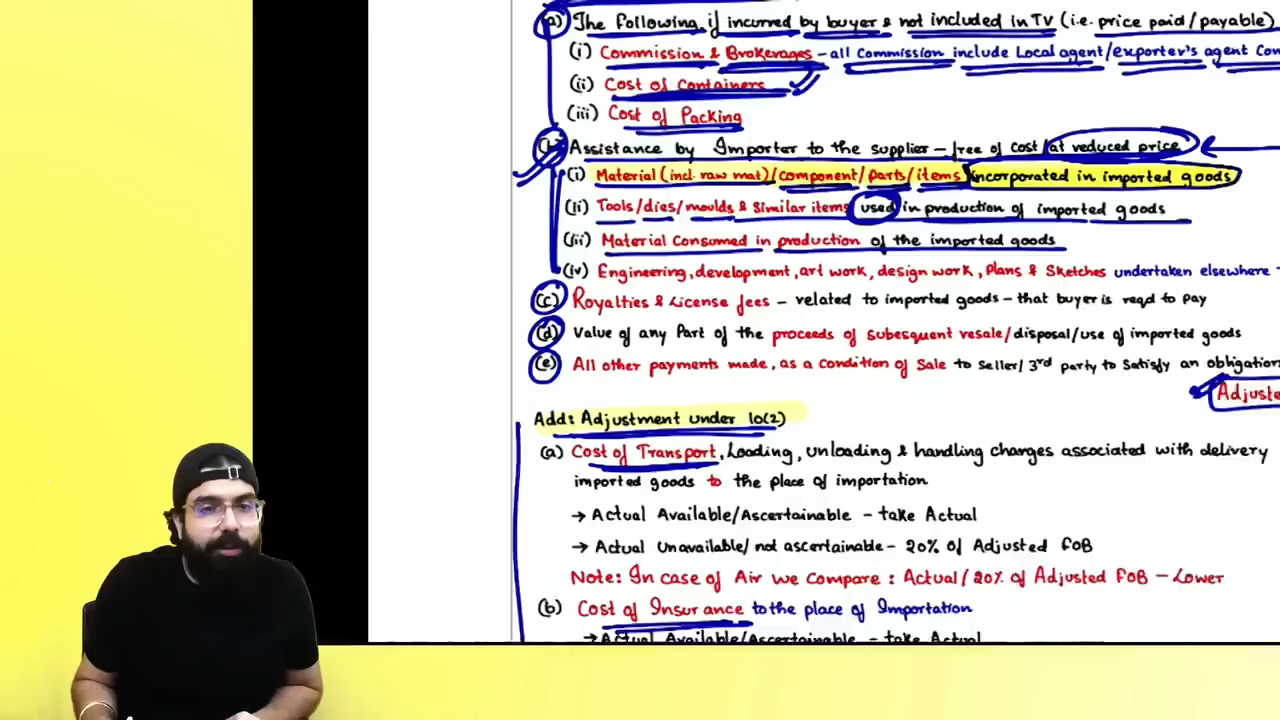 (a) The following if incurred by buyer & not included in TV (i.e. price paid/payable)
(i) Commission & Brokerages - all Commission include Local agent/exporter's agent
(ii) Cost of Containers
(iii) Cost of Packing
(b) Assistance by Importer to the supplier - free of cost/at reduced price
(i) Material (incl. raw mat)/component/parts/items incorporated in imported goods
(ii) Tools/dies/moulds & Similar items used in production of imported goods
(iii) Material Consumed in production of the imported goods
(iv) Engineering, development, art work, design work, Plans & Sketches undertaken elsewhere
(c) Royalties & License fees - related to imported goods - that buyer is reqd to pay
(d) Value of any Part of the proceeds of subesquent resale/disposal/use of imported goods
(e) All other payments made, as a condition of Sale to Seller/3rd party to Satisfy an obligation
Adjuste
Add: Adjustment under 10(2)
(a) Cost of Transport, Loading, unloading & handling charges associated with delivery
imported goods to the place of importation
→ Actual Available/Ascertainable - take Actual
→ Actual Unavailable/not ascertainable - 20% of Adjusted FOB
Note: In case of Air we Compare: Actual/20% of Adjusted FOB - Lower
(b) Cost of Insurance to the place of Importation
→ Actual Available/Ascertainable - take Actual